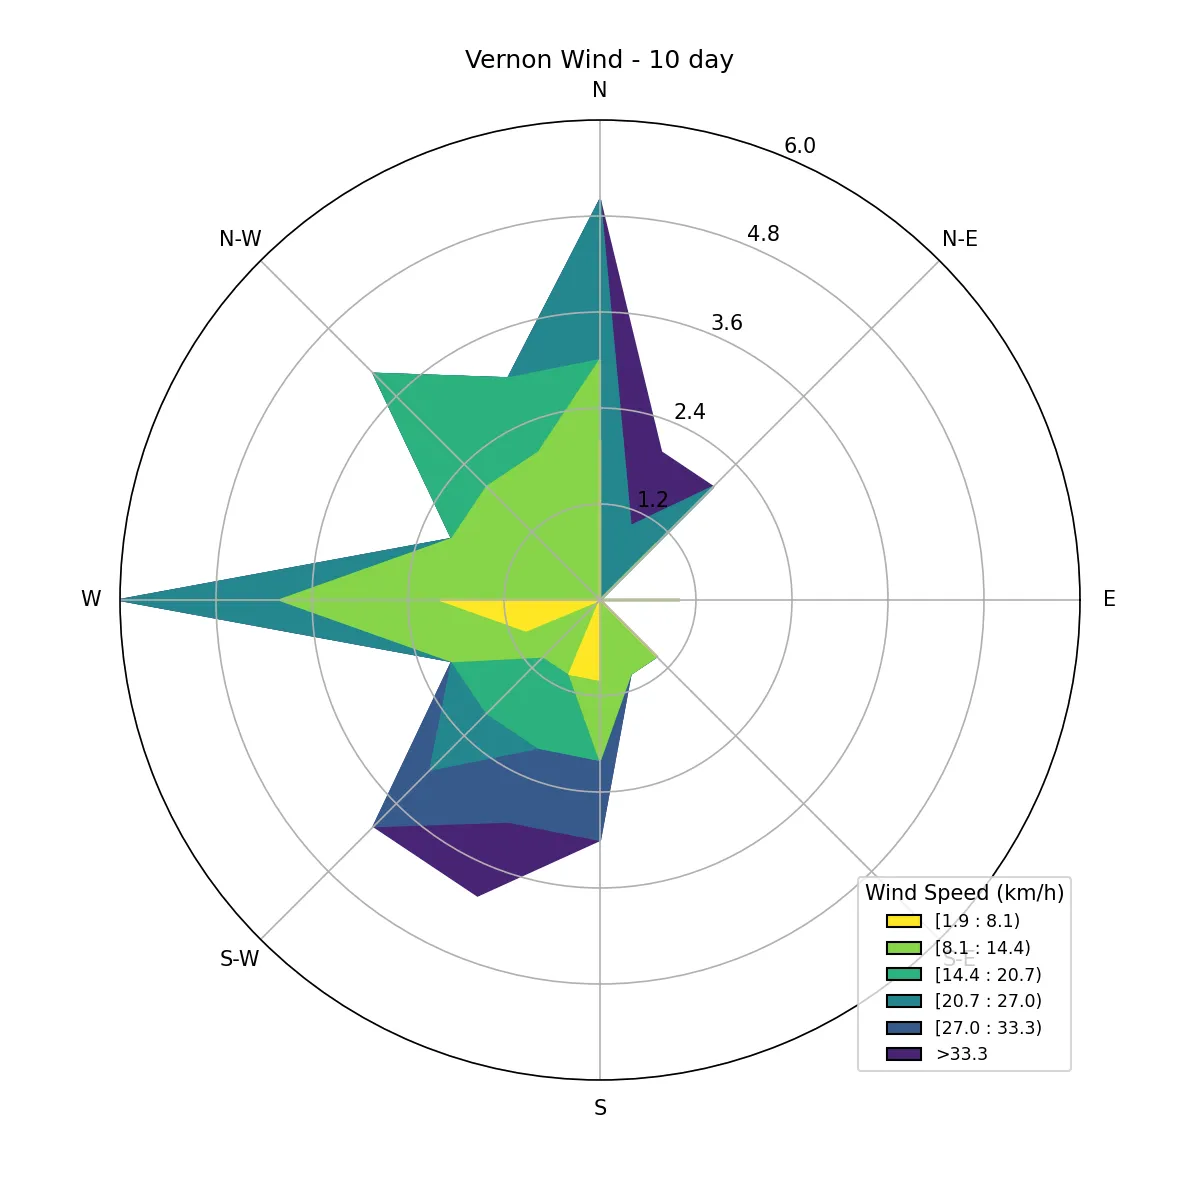 Vernon Wind - 10 day
N
6.0
N-W
N-E
4.8
3.6
2.4
1.2
W
E
Wind Speed (km/h)
[1.9 : 8.1)
[8.1 : 14.4)
S-W
S-E
[14.4 : 20.7)
[20.7 : 27.0)
[27.0 : 33.3)
>33.3
S